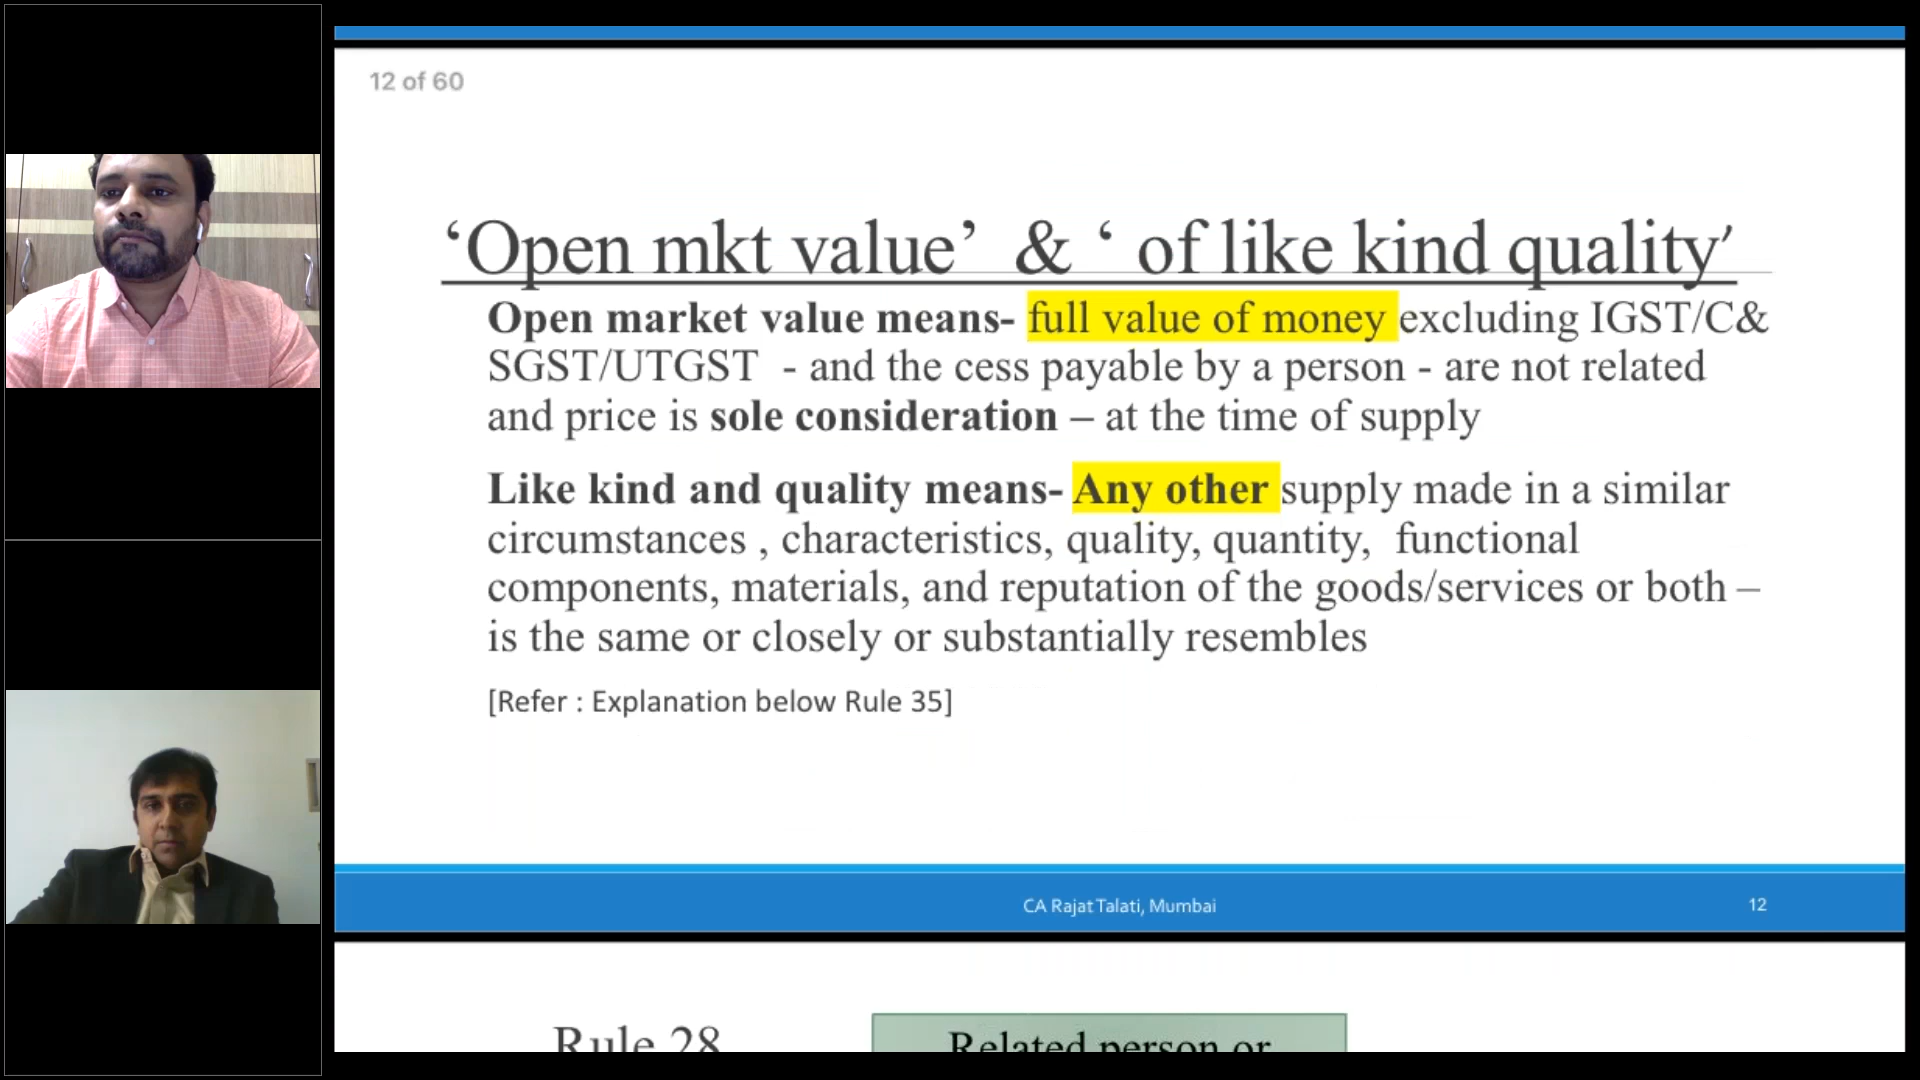 12 of 60
‘Open mkt value’ & ‘ of like kind quality’
Open market value means- full value of money excluding IGST/C&
SGST/UTGST - and the cess payable by a person - are not related
and price is sole consideration – at the time of supply
Like kind and quality means- Any other supply made in a similar
circumstances , characteristics, quality, quantity, functional
components, materials, and reputation of the goods/services or both –
is the same or closely or substantially resembles
[Refer : Explanation below Rule 35]
CA Rajat Talati, Mumbai
12
Rule 28
Related person or